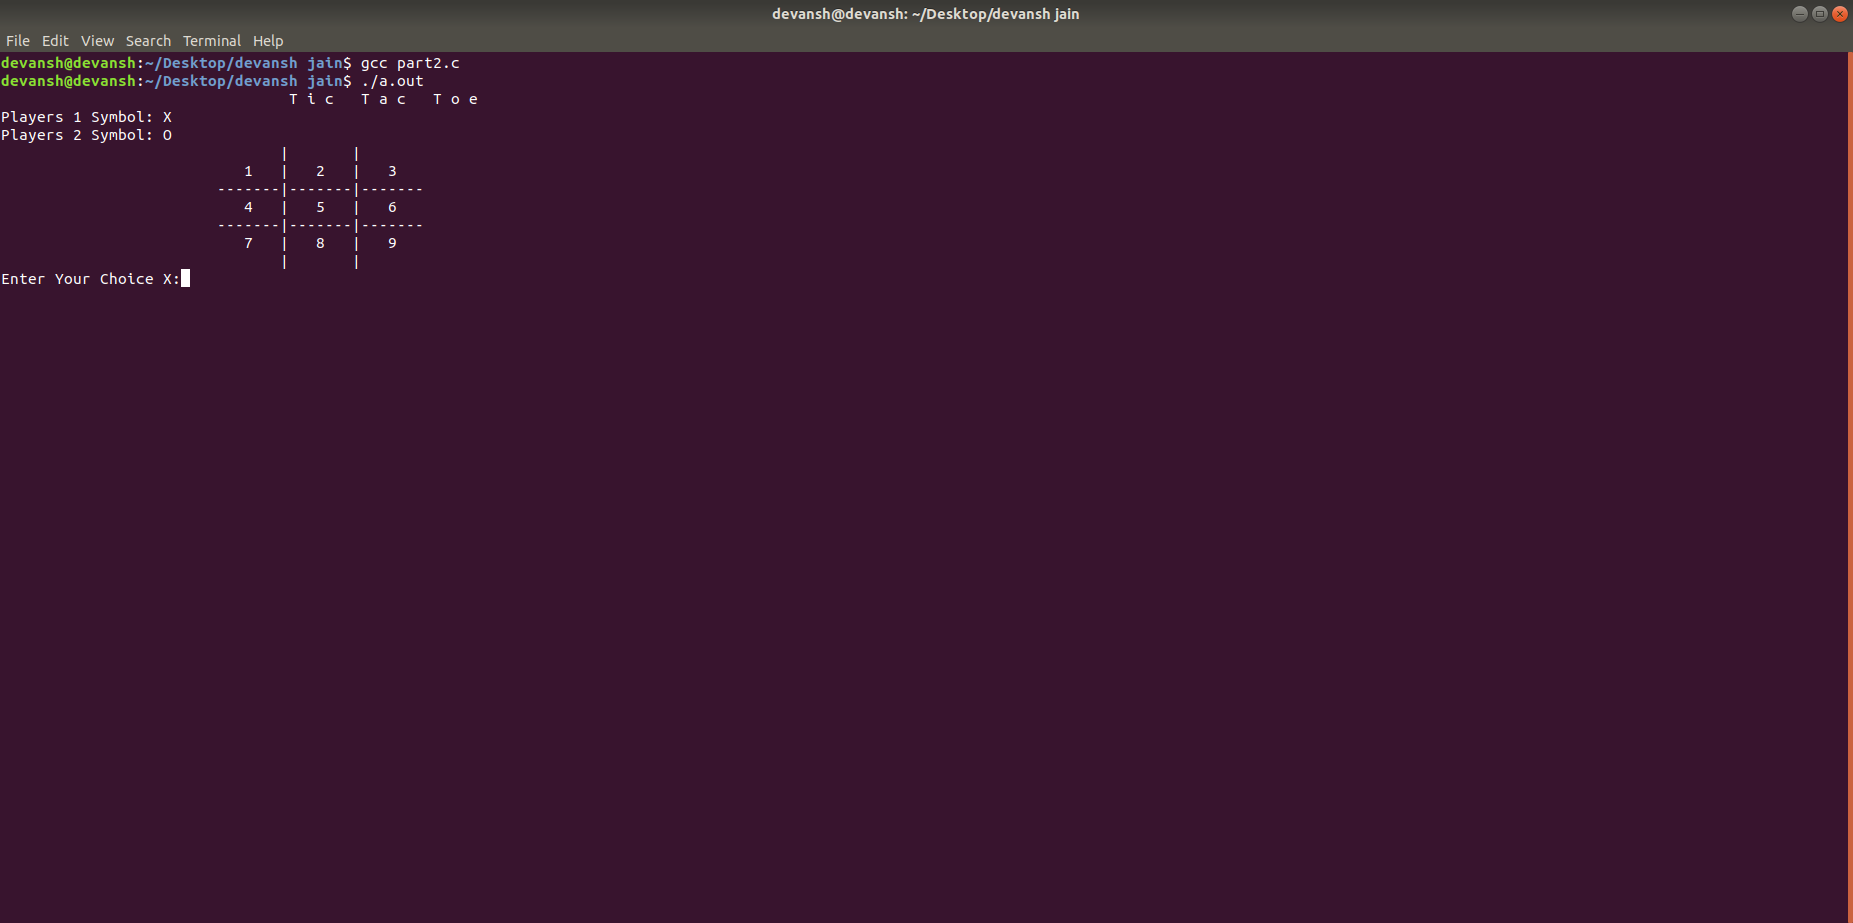 devansh@devansh: ~/Desktop/devansh jain
File Edit View Search Terminal Help
devansh@devansh:~/Desktop/devansh jain$ gcc part2.c
devansh@devansh:~/Desktop/devansh jain$ ./a.out
T i c   T a c   T o e
Players 1 Symbol: X
Players 2 Symbol: O
       |       |
   1   |   2   |   3
-------|-------|-------
   4   |   5   |   6
-------|-------|-------
   7   |   8   |   9
       |       |
Enter Your Choice X: